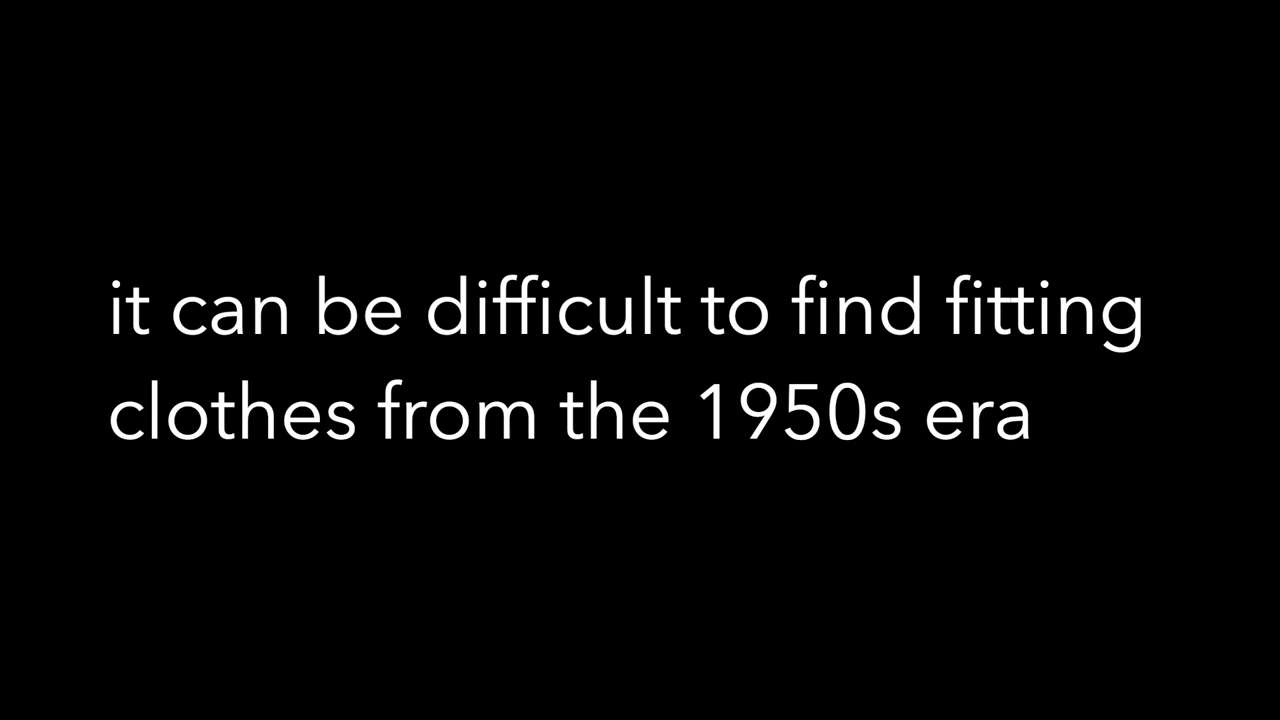 it can be difficult to find fitting
clothes from the 1950s era